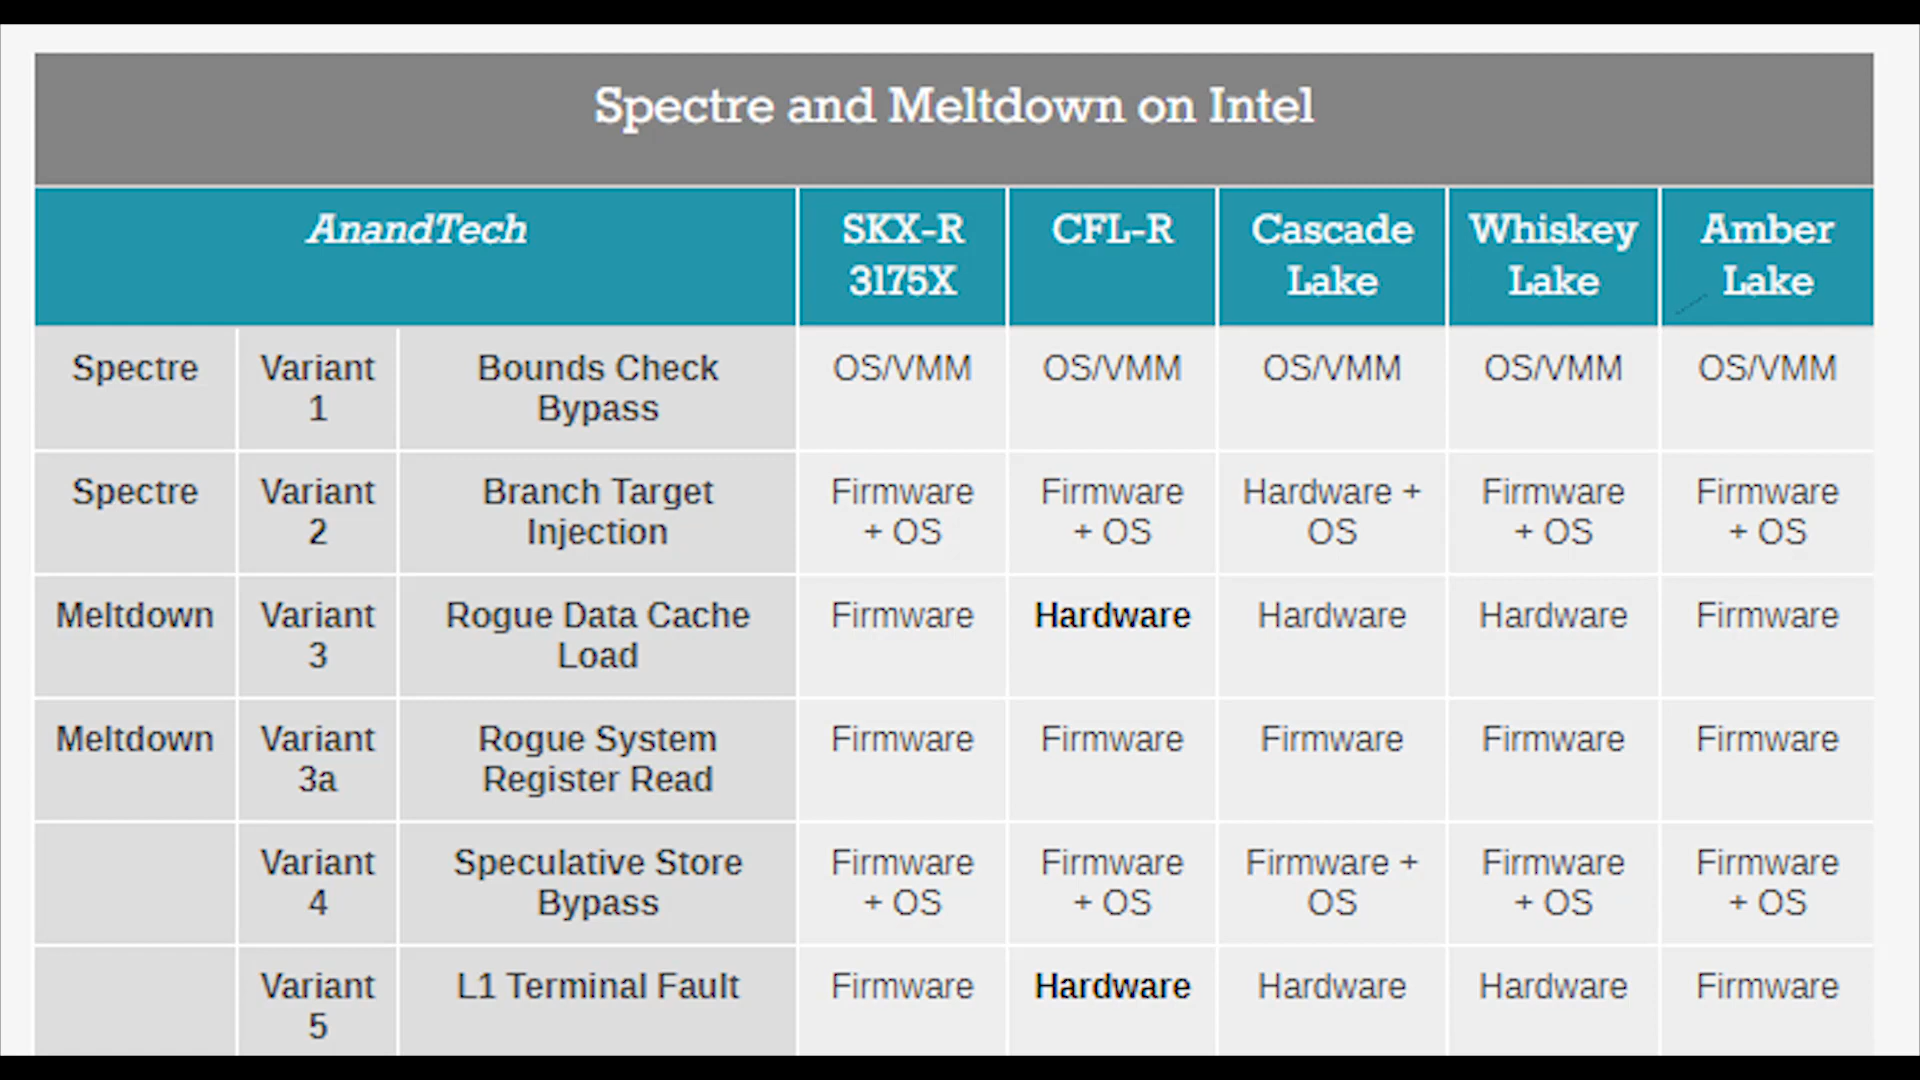 Spectre and Meltdown on Intel
AnandTech
SKX-R
3175X
CFL-R
Cascade
Lake
Whiskey
Lake
Amber
Lake
Spectre
Variant
1
Bounds Check
Bypass
OS/VMM
OS/VMM
OS/VMM
OS/VMM
OS/VMM
Spectre
Variant
2
Branch Target
Injection
Firmware
+ OS
Firmware
+ OS
Hardware +
OS
Firmware
+ OS
Firmware
+ OS
Meltdown
Variant
3
Rogue Data Cache
Load
Firmware
Hardware
Hardware
Hardware
Firmware
Meltdown
Variant
3a
Rogue System
Register Read
Firmware
Firmware
Firmware
Firmware
Firmware
Variant
4
Speculative Store
Bypass
Firmware
+ OS
Firmware
+ OS
Firmware +
OS
Firmware
+ OS
Firmware
+ OS
Variant
5
L1 Terminal Fault
Firmware
Hardware
Hardware
Hardware
Firmware